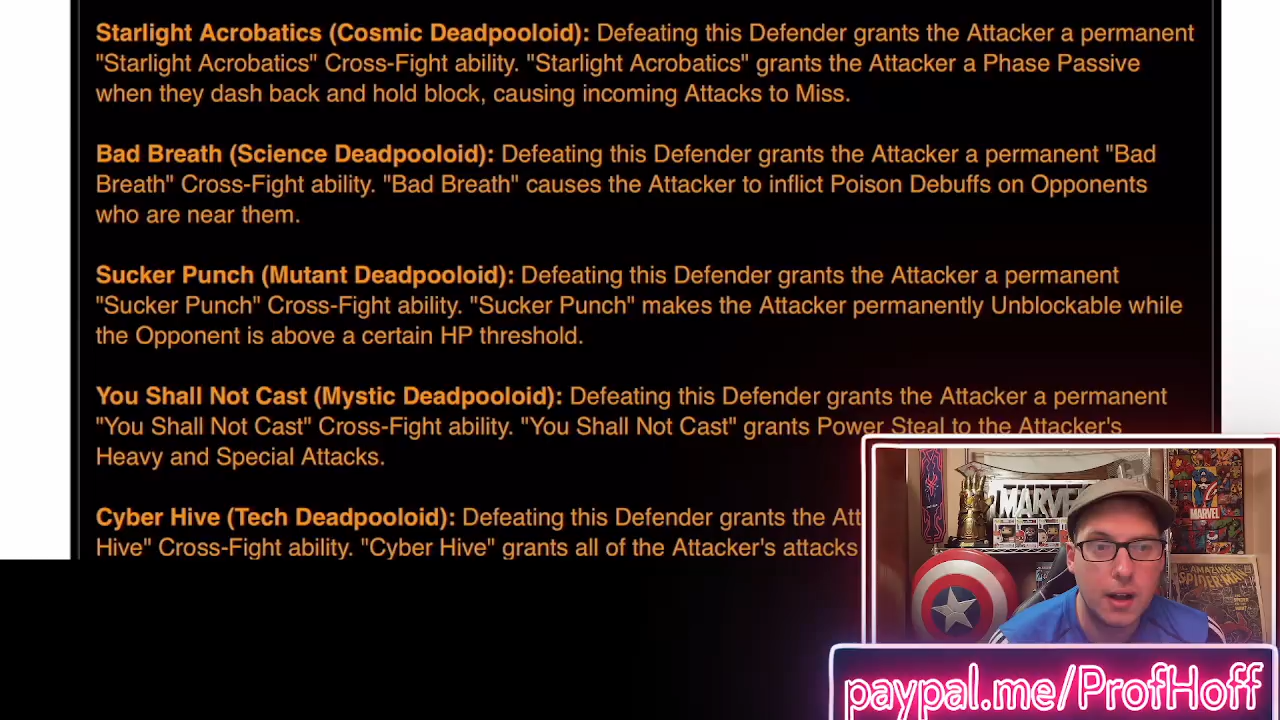 Starlight Acrobatics (Cosmic Deadpooloid): Defeating this Defender grants the Attacker a permanent
"Starlight Acrobatics" Cross-Fight ability. "Starlight Acrobatics" grants the Attacker a Phase Passive
when they dash back and hold block, causing incoming Attacks to Miss.
Bad Breath (Science Deadpooloid): Defeating this Defender grants the Attacker a permanent "Bad
Breath" Cross-Fight ability. "Bad Breath" causes the Attacker to inflict Poison Debuffs on Opponents
who are near them.
Sucker Punch (Mutant Deadpooloid): Defeating this Defender grants the Attacker a permanent
"Sucker Punch" Cross-Fight ability. "Sucker Punch" makes the Attacker permanently Unblockable while
the Opponent is above a certain HP threshold.
You Shall Not Cast (Mystic Deadpooloid): Defeating this Defender grants the Attacker a permanent
"You Shall Not Cast" Cross-Fight ability. "You Shall Not Cast" grants Power Steal to the Attacker's
Heavy and Special Attacks.
Cyber Hive (Tech Deadpooloid): Defeating this Defender grants the Att
Hive" Cross-Fight ability. "Cyber Hive" grants all of the Attacker's attacks
MARVEL
MARVEL
AMAZING
SPIDER-MAN
paypal.me/ProfHoff